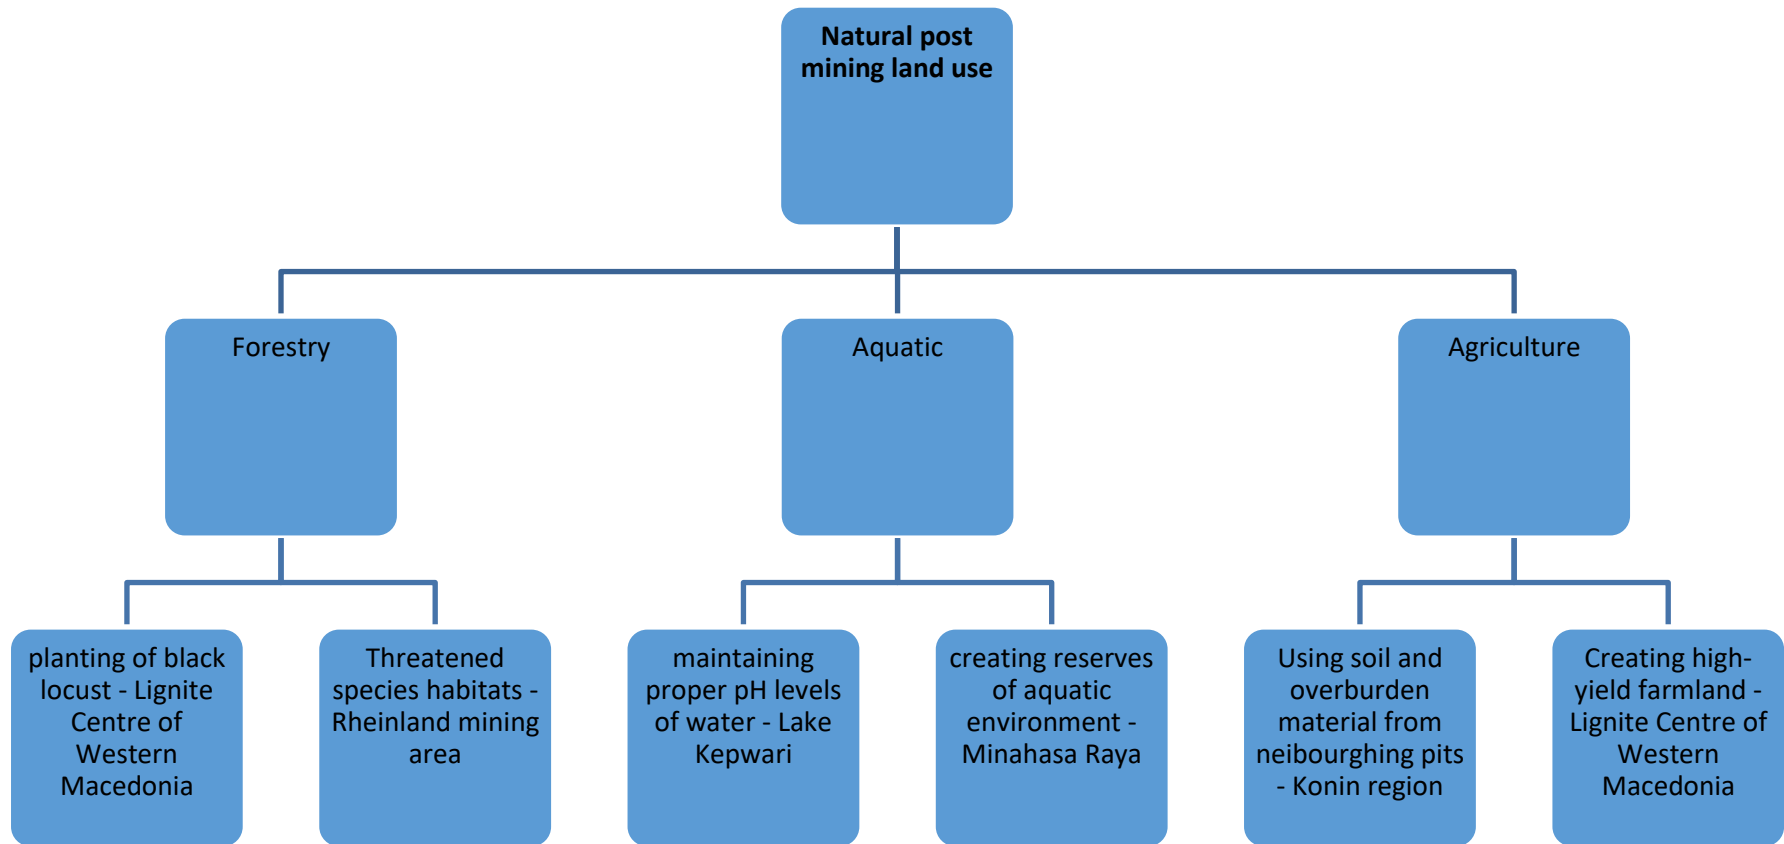 Natural post
mining land use
Forestry
Aquatic
Agriculture
planting of black
locust - Lignite
Centre of
Western
Macedonia
Threatened
species habitats -
Rheinland mining
area
maintaining
proper pH levels
of water - Lake
Kepwari
creating reserves
of aquatic
environment -
Minahasa Raya
Using soil and
overburden
material from
neibourghing pits
- Konin region
Creating high-
yield farmland -
Lignite Centre of
Western
Macedonia